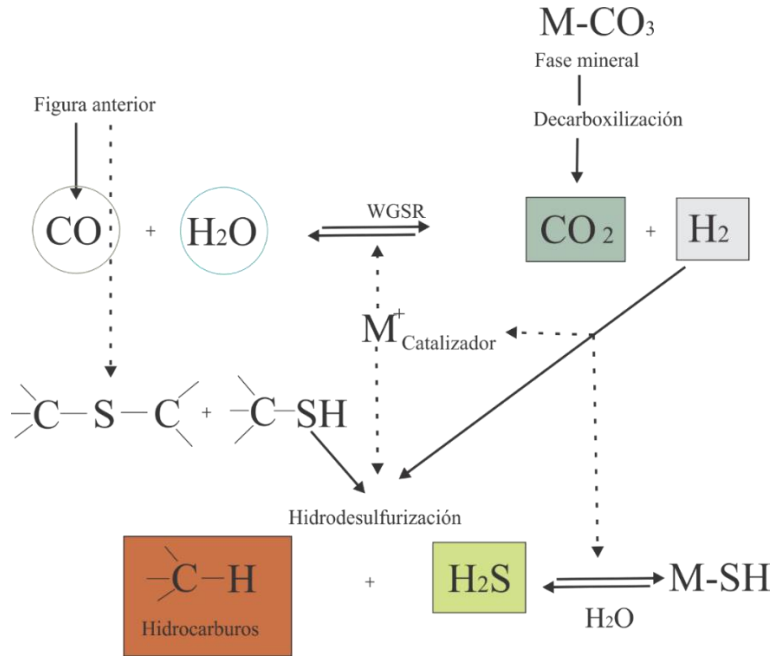 M-CO₃
Fase mineral
Figura anterior
Decarboxilización
CO + H₂O WGSR CO₂ + H₂
M⁺ Catalizador
C—S—C + C—SH
Hidrodesulfurización
C—H + H₂S M-SH
Hidrocarburos
H₂O